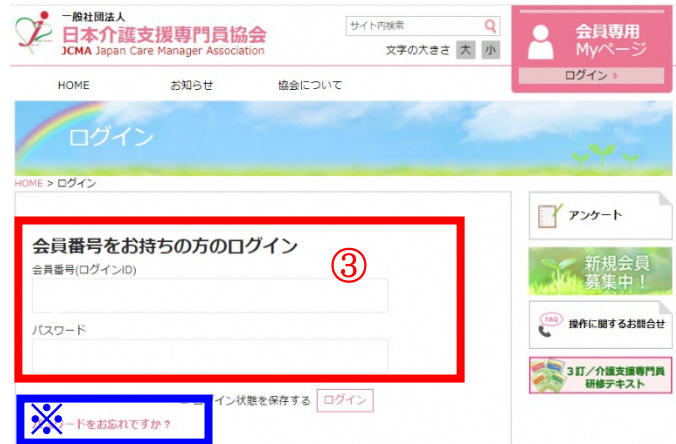 一般社団法人
日本介護支援専門員協会
JCMA Japan Care Manager Association
サイト内検索
文字の大きさ 大 小
会員専用
Myページ
ログイン
HOME お知らせ 協会について
ログイン
HOME > ログイン
会員番号をお持ちの方のログイン
③
会員番号(ログインID)
パスワード
イン状態を保存する ログイン
※
ードをお忘れですか？
アンケート
新規会員
募集中！
FAQ 操作に関するお問合せ
3訂／介護支援専門員
研修テキスト